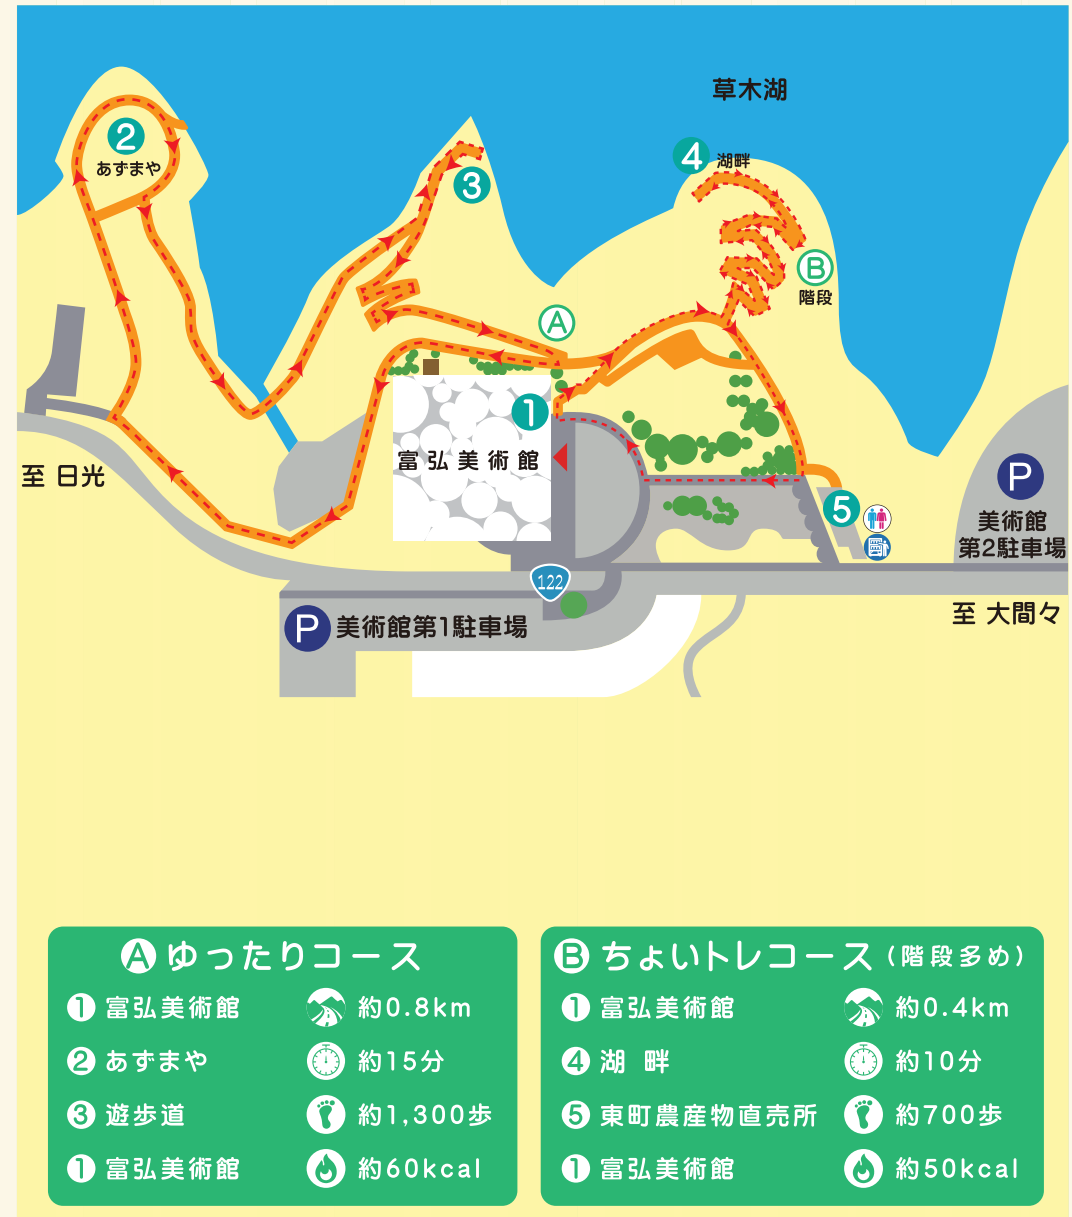 草木湖
2
あずまや
3
4 湖畔
B
階段
A
1
富弘美術館
至 日光
P
美術館
第2駐車場
5
122
P 美術館第1駐車場
至 大間々
A ゆったりコース
1 富弘美術館 約0.8km
2 あずまや 約15分
3 遊歩道 約1,300歩
1 富弘美術館 約60kcal
B ちょいトレコース (階段多め)
1 富弘美術館 約0.4km
4 湖 畔 約10分
5 東町農産物直売所 約700歩
1 富弘美術館 約50kcal